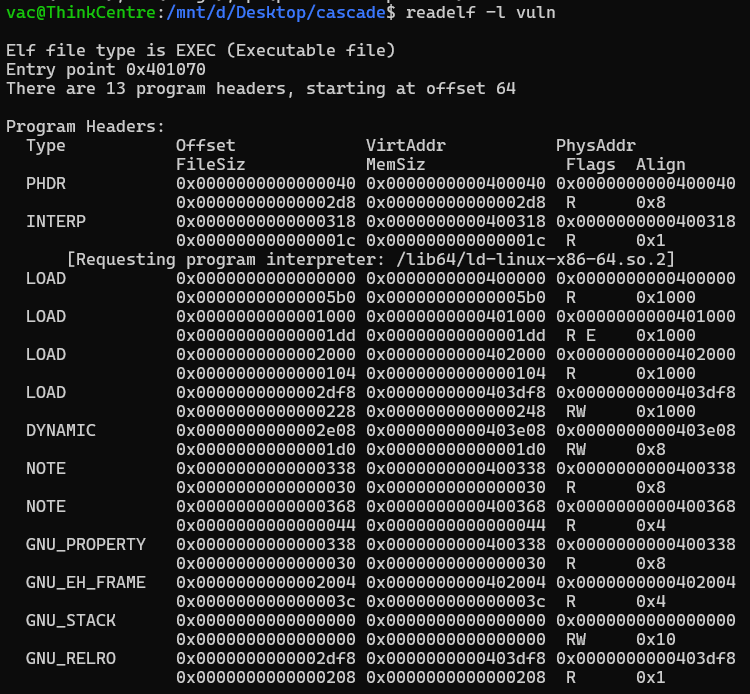 vac@ThinkCentre:/mnt/d/Desktop/cascade$ readelf -l vuln
Elf file type is EXEC (Executable file)
Entry point 0x401070
There are 13 program headers, starting at offset 64
Program Headers:
Type Offset VirtAddr PhysAddr
FileSiz MemSiz Flags Align
PHDR 0x0000000000000040 0x0000000000400040 0x0000000000400040
0x00000000000002d8 0x00000000000002d8 R 0x8
INTERP 0x0000000000000318 0x0000000000400318 0x0000000000400318
0x000000000000001c 0x000000000000001c R 0x1
[Requesting program interpreter: /lib64/ld-linux-x86-64.so.2]
LOAD 0x0000000000000000 0x0000000000400000 0x0000000000400000
0x00000000000005b0 0x00000000000005b0 R 0x1000
LOAD 0x0000000000001000 0x0000000000401000 0x0000000000401000
0x00000000000001dd 0x00000000000001dd R E 0x1000
LOAD 0x0000000000002000 0x0000000000402000 0x0000000000402000
0x0000000000000104 0x0000000000000104 R 0x1000
LOAD 0x0000000000002df8 0x0000000000403df8 0x0000000000403df8
0x0000000000000228 0x0000000000000248 RW 0x1000
DYNAMIC 0x0000000000002e08 0x0000000000403e08 0x0000000000403e08
0x00000000000001d0 0x00000000000001d0 RW 0x8
NOTE 0x0000000000000338 0x0000000000400338 0x0000000000400338
0x0000000000000030 0x0000000000000030 R 0x8
NOTE 0x0000000000000368 0x0000000000400368 0x0000000000400368
0x0000000000000044 0x0000000000000044 R 0x4
GNU_PROPERTY 0x0000000000000338 0x0000000000400338 0x0000000000400338
0x0000000000000030 0x0000000000000030 R 0x8
GNU_EH_FRAME 0x0000000000002004 0x0000000000402004 0x0000000000402004
0x000000000000003c 0x000000000000003c R 0x4
GNU_STACK 0x0000000000000000 0x0000000000000000 0x0000000000000000
0x0000000000000000 0x0000000000000000 RW 0x10
GNU_RELRO 0x0000000000002df8 0x0000000000403df8 0x0000000000403df8
0x0000000000000208 0x0000000000000208 R 0x1